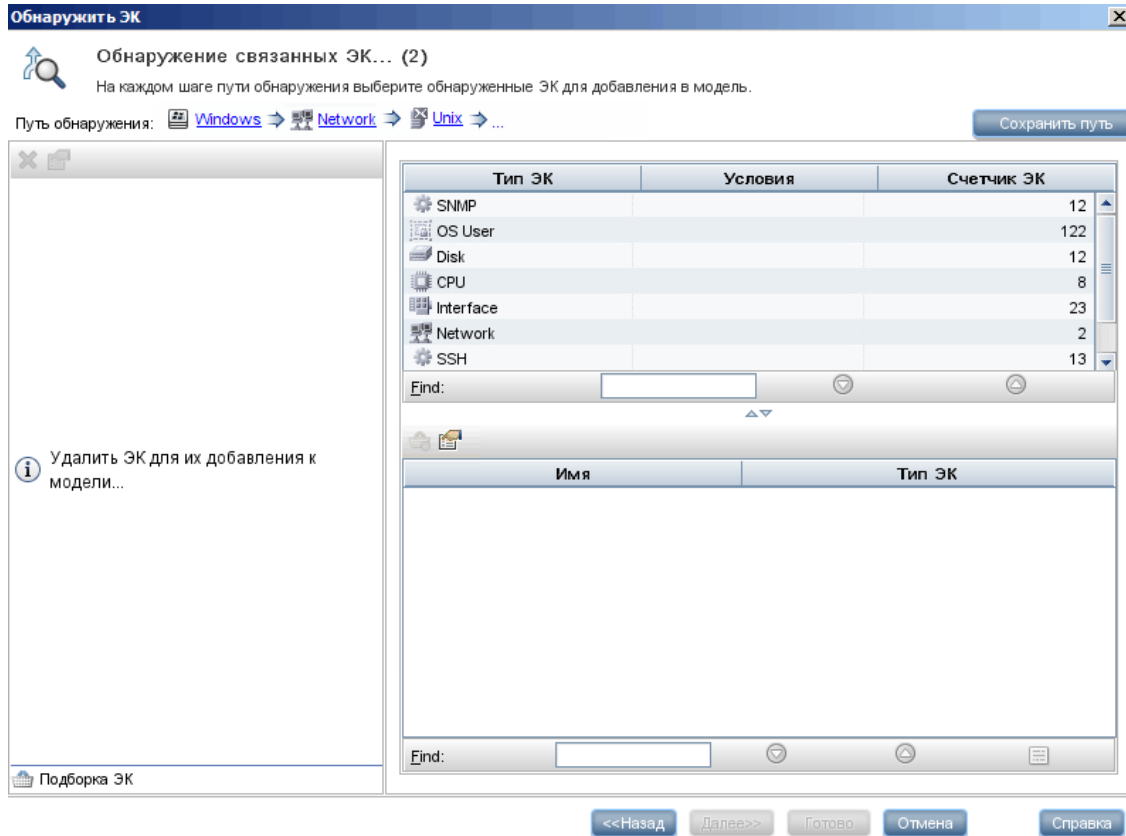 Обнаружить ЭК
Обнаружение связанных ЭК... (2)
На каждом шаге пути обнаружения выберите обнаруженные ЭК для добавления в модель.
Путь обнаружения: Windows Network Unix ...
Сохранить путь
Тип ЭК Условия Счетчик ЭК
SNMP 12
OS User 122
Disk 12
CPU 8
Interface 23
Network 2
SSH 13
Find:
Удалить ЭК для их добавления к
модели...
Имя Тип ЭК
Find:
Подборка ЭК
<<Назад Далее>> Готово Отмена Справка